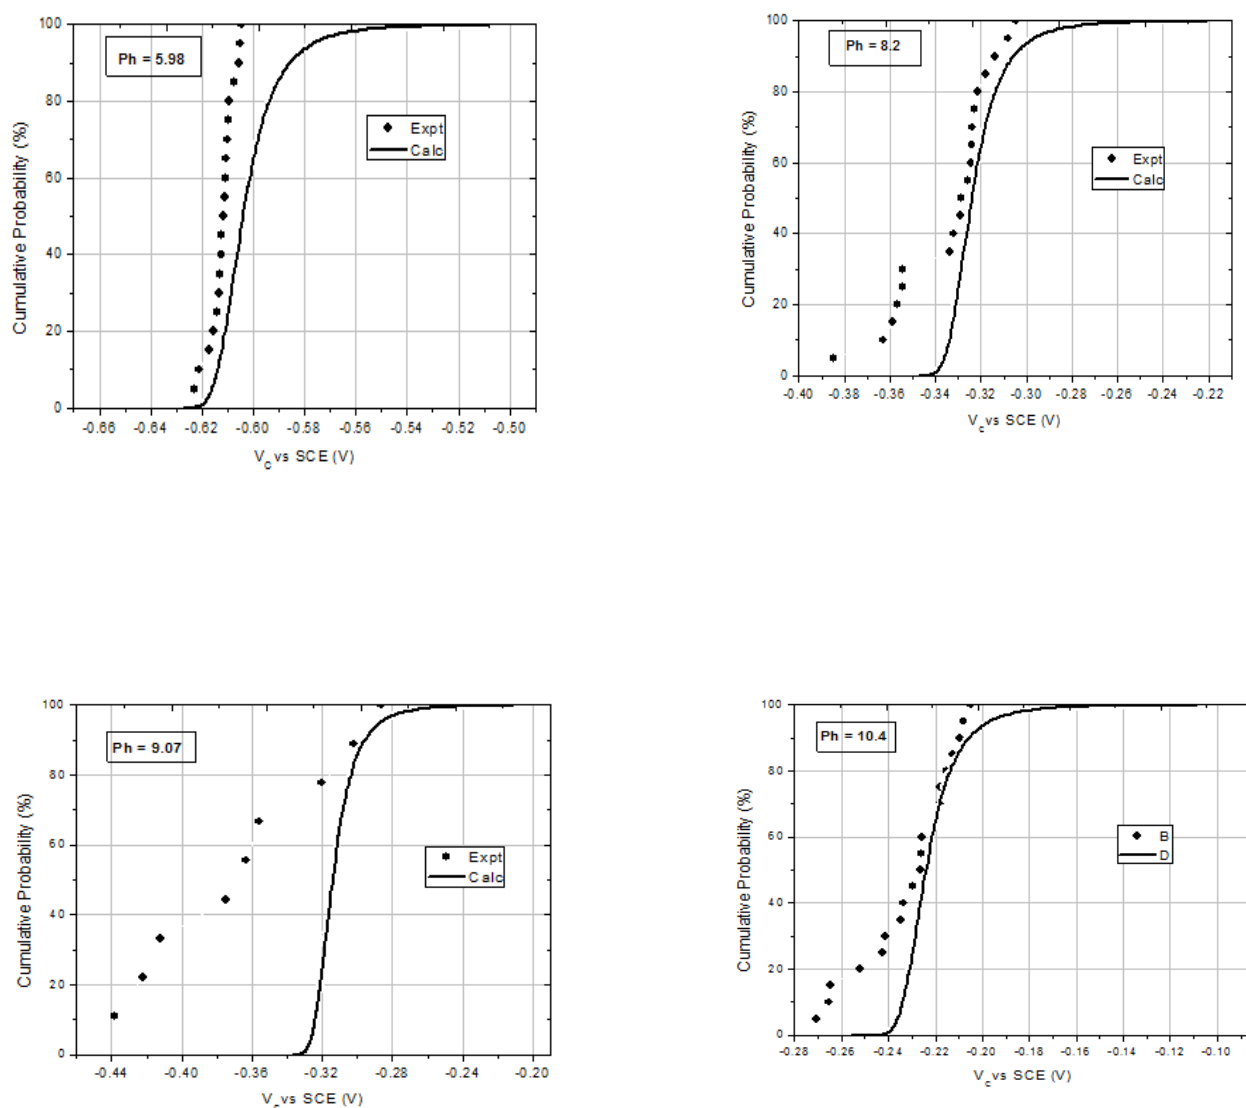 Ph = 5.98
Expt
Calc
Cumulative Probability (%)
100
80
60
40
20
0
-0.66 -0.64 -0.62 -0.60 -0.58 -0.56 -0.54 -0.52 -0.50
Vc vs SCE (V)
Ph = 8.2
Expt
Calc
Cumulative Probability (%)
100
80
60
40
20
0
-0.40 -0.38 -0.36 -0.34 -0.32 -0.30 -0.28 -0.26 -0.24 -0.22
Vc vs SCE (V)
Ph = 9.07
Expt
Calc
Cumulative Probability (%)
100
80
60
40
20
0
-0.44 -0.40 -0.36 -0.32 -0.28 -0.24 -0.20
Vc vs SCE (V)
Ph = 10.4
B
D
Cumulative Probability (%)
100
80
60
40
20
0
-0.28 -0.26 -0.24 -0.22 -0.20 -0.18 -0.16 -0.14 -0.12 -0.10
Vc vs SCE (V)